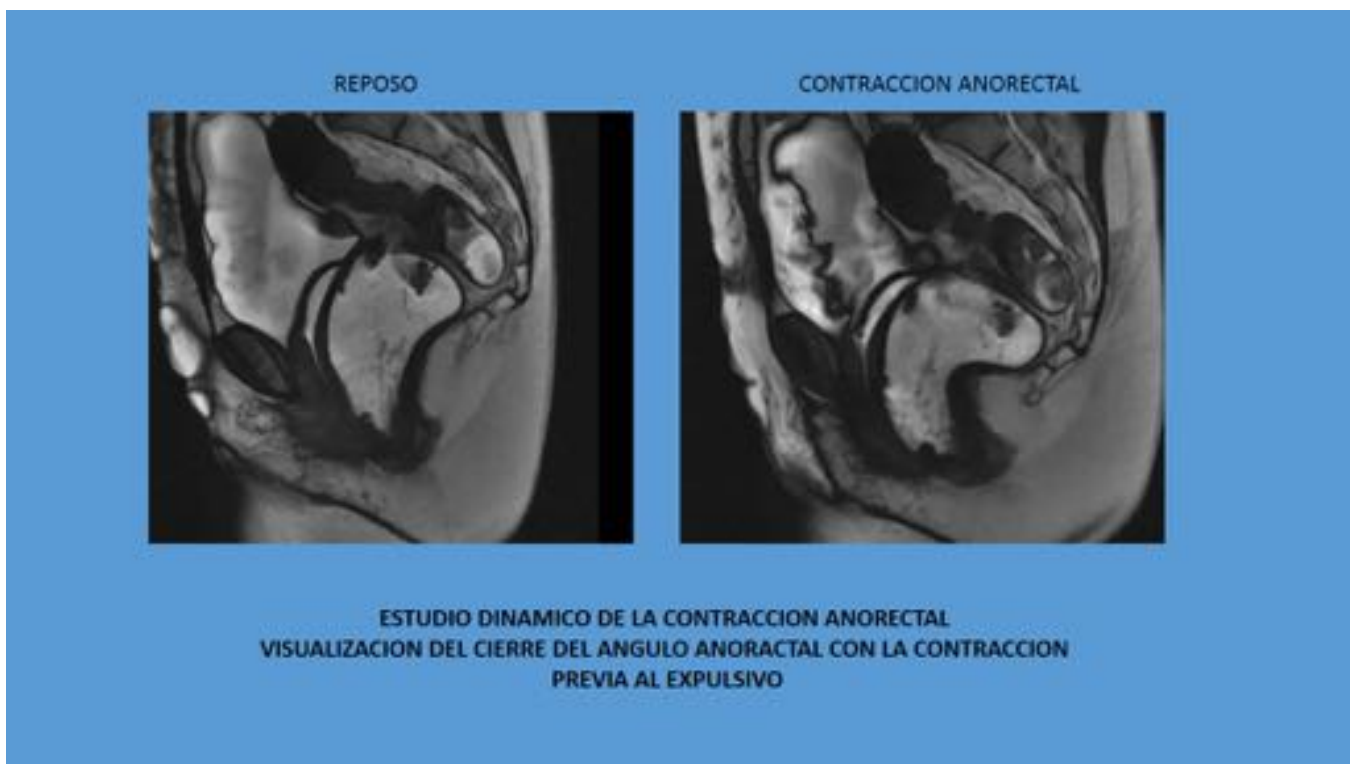 REPOSO
CONTRACCION ANORECTAL
ESTUDIO DINAMICO DE LA CONTRACCION ANORECTAL
VISUALIZACION DEL CIERRE DEL ANGULO ANORACTAL CON LA CONTRACCION
PREVIA AL EXPULSIVO